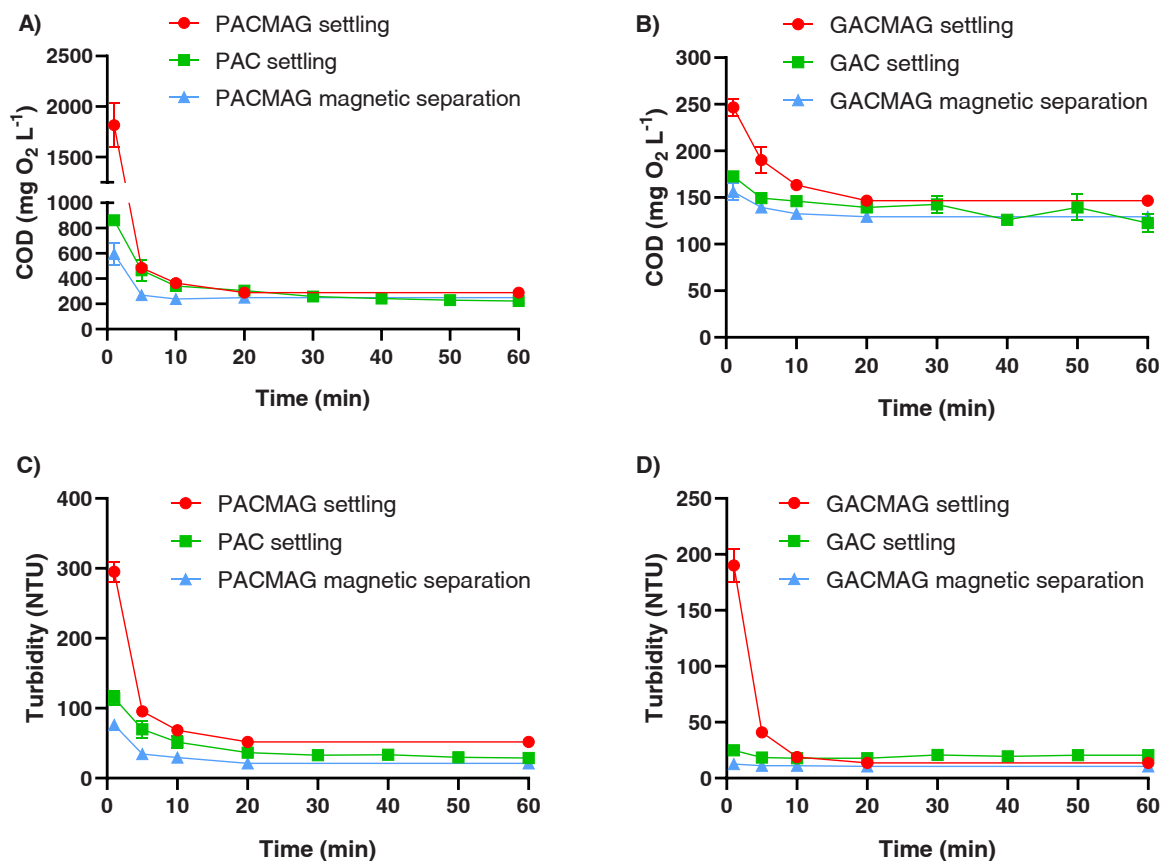 A)
PACMAG settling
PAC settling
PACMAG magnetic separation
2500
2000
1500
1000
800
600
400
200
0
COD (mg O₂ L⁻¹)
0 10 20 30 40 50 60
Time (min)
B)
GACMAG settling
GAC settling
GACMAG magnetic separation
300
250
200
150
100
50
0
COD (mg O₂ L⁻¹)
0 10 20 30 40 50 60
Time (min)
C)
PACMAG settling
PAC settling
PACMAG magnetic separation
400
300
200
100
0
Turbidity (NTU)
0 10 20 30 40 50 60
Time (min)
D)
GACMAG settling
GAC settling
GACMAG magnetic separation
250
200
150
100
50
0
Turbidity (NTU)
0 10 20 30 40 50 60
Time (min)